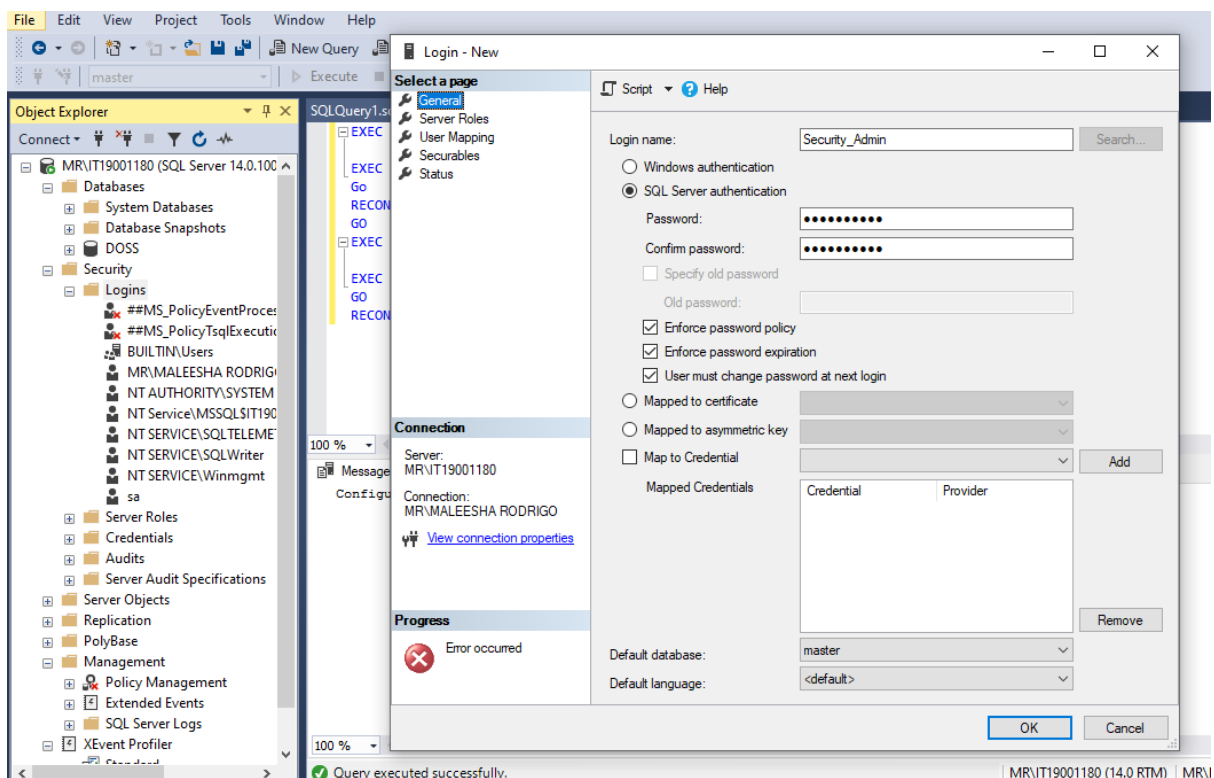 File Edit View Project Tools Window Help
New Query
master Execute
Object Explorer
Connect
MR\IT19001180 (SQL Server 14.0.100
Databases
System Databases
Database Snapshots
DOSS
Security
Logins
##MS_PolicyEventProces
##MS_PolicyTsqlExecutic
BUILTIN\Users
MR\MALEESHA RODRIG
NT AUTHORITY\SYSTEM
NT Service\MSSQL$IT190
NT SERVICE\SQLTELEME
NT SERVICE\SQLWriter
NT SERVICE\Winmgmt
sa
Server Roles
Credentials
Audits
Server Audit Specifications
Server Objects
Replication
PolyBase
Management
Policy Management
Extended Events
SQL Server Logs
XEvent Profiler
Standard
SQLQuery1.s
EXEC
EXEC
Go
RECON
GO
EXEC
EXEC
GO
RECON
100 %
Message
Configu
100 %
Query executed successfully.
MR\IT19001180 (14.0 RTM) MR\
Login - New
Select a page
General
Server Roles
User Mapping
Securables
Status
Connection
Server:
MR\IT19001180
Connection:
MR\MALEESHA RODRIGO
View connection properties
Progress
Error occurred
Script Help
Login name: Security_Admin Search...
Windows authentication
SQL Server authentication
Password: ●●●●●●●●●●
Confirm password: ●●●●●●●●●●
Specify old password
Old password:
Enforce password policy
Enforce password expiration
User must change password at next login
Mapped to certificate
Mapped to asymmetric key
Map to Credential Add
Mapped Credentials Credential Provider
Remove
Default database: master
Default language: <default>
OK Cancel